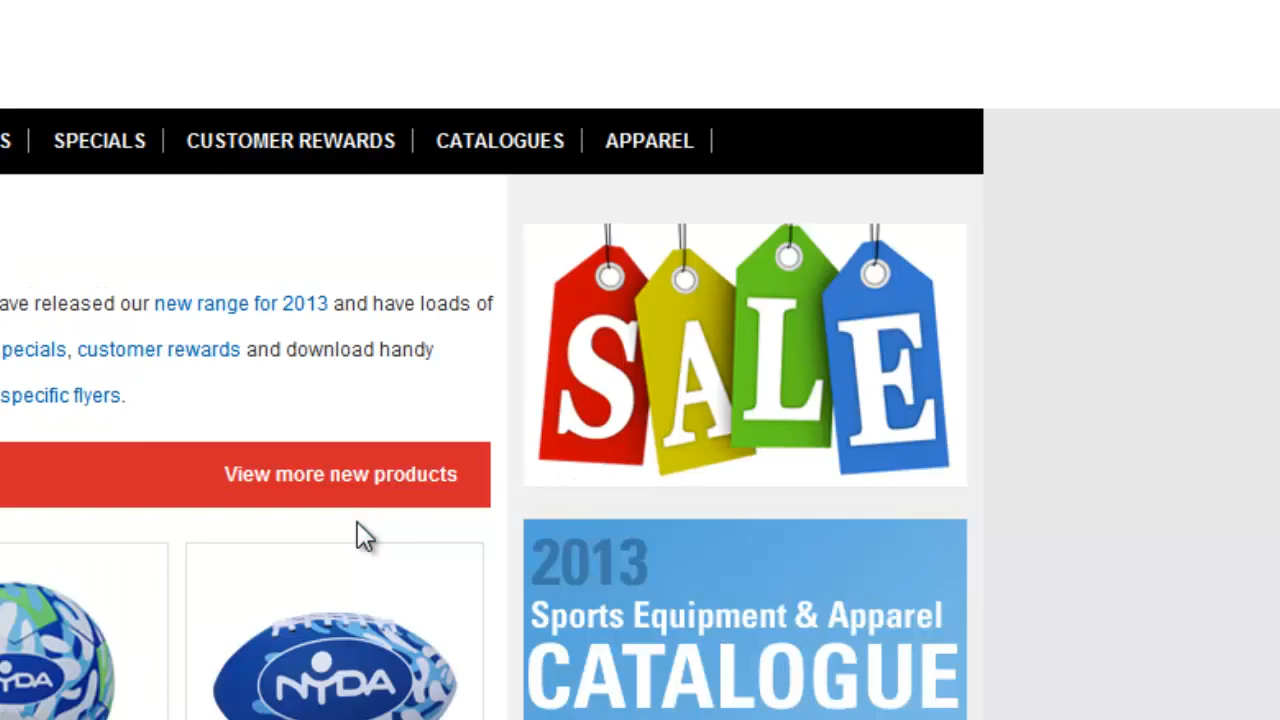 S | SPECIALS | CUSTOMER REWARDS | CATALOGUES | APPAREL |
ave released our new range for 2013 and have loads of
pecials, customer rewards and download handy
specific flyers.
View more new products
SALE
2013
Sports Equipment & Apparel
CATALOGUE
YDA
NYDA